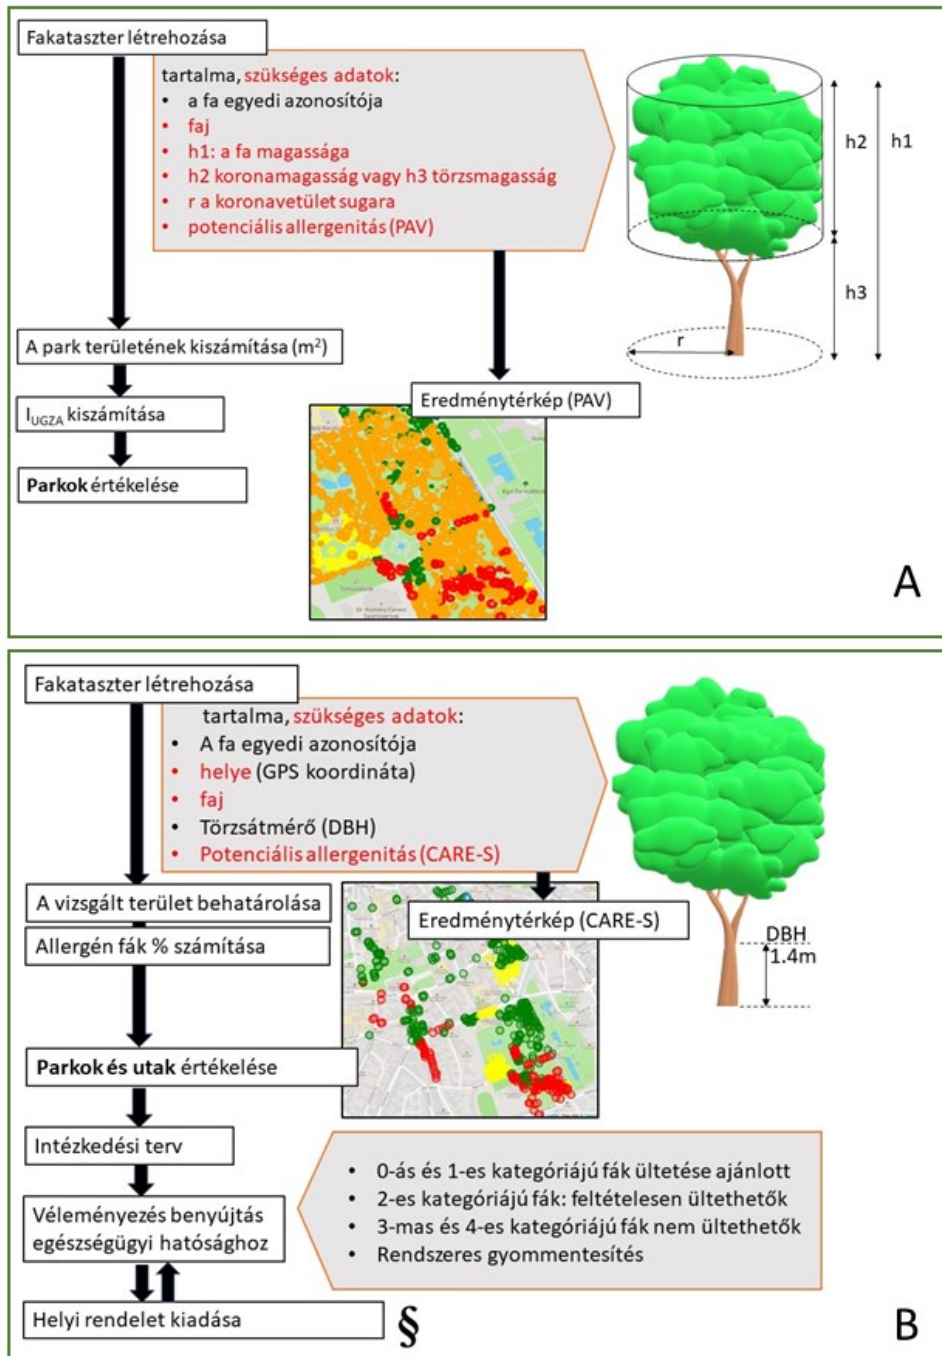 Fakataszter létrehozása
tartalma, szükséges adatok:
• a fa egyedi azonosítója
• faj
• h1: a fa magassága
• h2 koronamagasság vagy h3 törzsmagasság
• r a koronavetület sugara
• potenciális allergenitás (PAV)
h2
h1
h3
r
A park területének kiszámítása (m²)
I_UGZA kiszámítása
Parkok értékelése
Eredménytérkép (PAV)
A
Fakataszter létrehozása
tartalma, szükséges adatok:
• A fa egyedi azonosítója
• helye (GPS koordináta)
• faj
• Törzsátmérő (DBH)
• Potenciális allergenitás (CARE-S)
DBH
1.4m
A vizsgált terület behatárolása
Allergén fák % számítása
Eredménytérkép (CARE-S)
Parkok és utak értékelése
Intézkedési terv
Véleményezés benyújtás
egészségügyi hatósághoz
• 0-ás és 1-es kategóriájú fák ültetése ajánlott
• 2-es kategóriájú fák: feltételesen ültethetők
• 3-mas és 4-es kategóriájú fák nem ültethetők
• Rendszeres gyommentesítés
Helyi rendelet kiadása
§
B